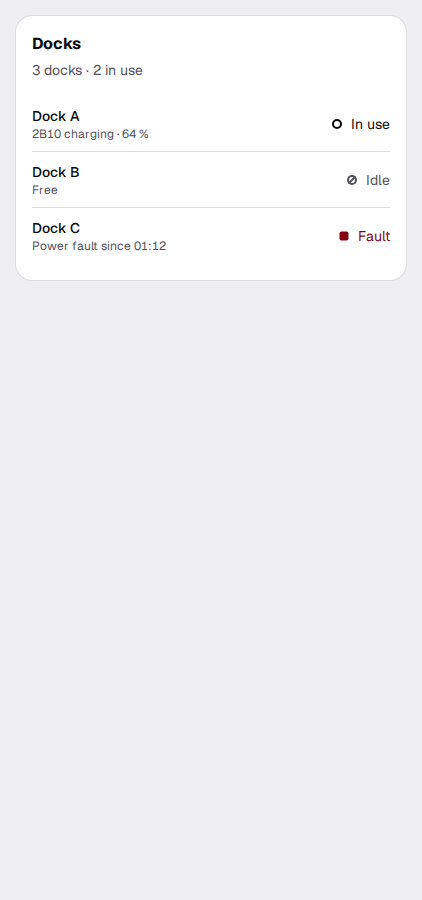 Docks
3 docks · 2 in use
Dock A
2B10 charging · 64 %
In use
Dock B
Free
Idle
Dock C
Power fault since 01:12
Fault